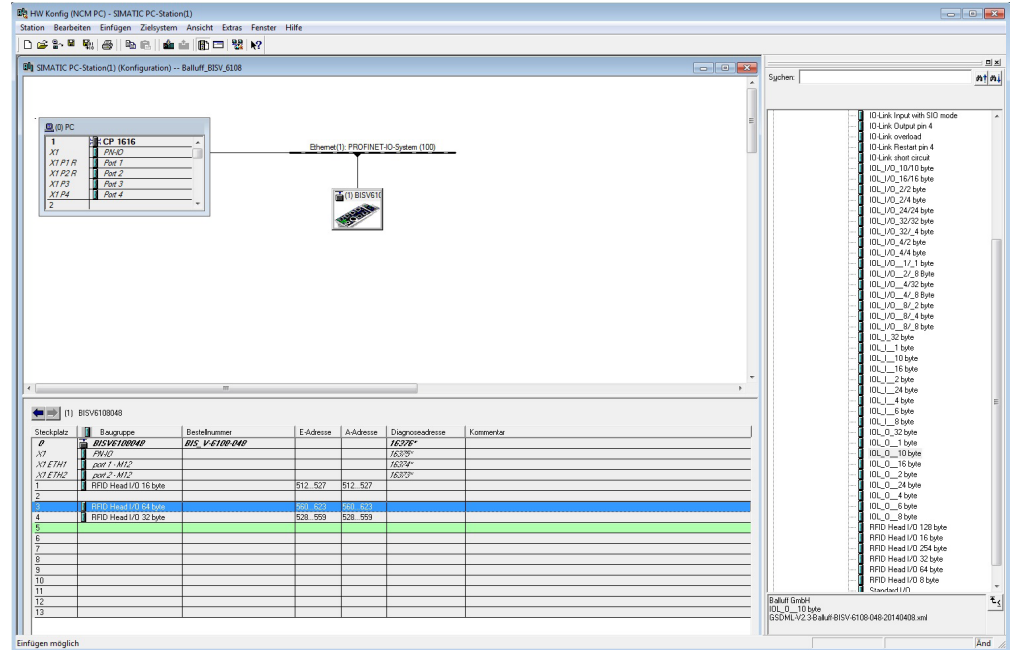 HW Konfig (NCM PC) - SIMATIC PC-Station(1)
Station Bearbeiten Einfügen Zielsystem Ansicht Extras Fenster Hilfe
SIMATIC PC-Station(1) (Konfiguration) -- Balluff_BISV_6108
(0) PC
1 CP 1616
X1 PN-IO
X1 P1 R Port 1
X1 P2 R Port 2
X1 P3 Port 3
X1 P4 Port 4
2
Ethernet(1): PROFINET-IO-System (100)
(1) BISV610
Suchen:
IO-Link Input with SIO mode
IO-Link Output pin 4
IO-Link overload
IO-Link Restart pin 4
IO-Link short circuit
IOL_I/O_10/10 byte
IOL_I/O_16/16 byte
IOL_I/O_2/2 byte
IOL_I/O_2/4 byte
IOL_I/O_24/24 byte
IOL_I/O_32/32 byte
IOL_I/O_32/_4 byte
IOL_I/O_4/2 byte
IOL_I/O_4/4 byte
IOL_I/O__1/_1 byte
IOL_I/O__2/_8 Byte
IOL_I/O__4/32 byte
IOL_I/O__4/_8 Byte
IOL_I/O__8/_2 byte
IOL_I/O__8/_4 byte
IOL_I/O__8/_8 byte
IOL_I_32 byte
IOL_I__1 byte
IOL_I__10 byte
IOL_I__16 byte
IOL_I__2 byte
IOL_I__24 byte
IOL_I__4 byte
IOL_I__6 byte
IOL_I__8 byte
IOL_O_32 byte
IOL_O__1 byte
IOL_O__10 byte
IOL_O__16 byte
IOL_O__2 byte
IOL_O__24 byte
IOL_O__4 byte
IOL_O__6 byte
IOL_O__8 byte
RFID Head I/O 128 byte
RFID Head I/O 16 byte
RFID Head I/O 254 byte
RFID Head I/O 32 byte
RFID Head I/O 64 byte
RFID Head I/O 8 byte
Standard I/O
Balluff GmbH
IOL_O__10 byte
GSDML-V2.3-Balluff-BISV-6108-048-20140408.xml
(1) BISV6108048
Steckplatz Baugruppe Bestellnummer E-Adresse A-Adresse Diagnoseadresse Kommentar
0 BISV6108048 BIS_V-6108-048 16376*
X1 PN-IO 16375*
X1 ETH1 port 1 - M12 16374*
X1 ETH2 port 2 - M12 16373*
1 RFID Head I/O 16 byte 512...527 512...527
2
3 RFID Head I/O 64 byte 560...623 560...623
4 RFID Head I/O 32 byte 528...559 528...559
5
6
7
8
9
10
11
12
13
Einfügen möglich
Änd